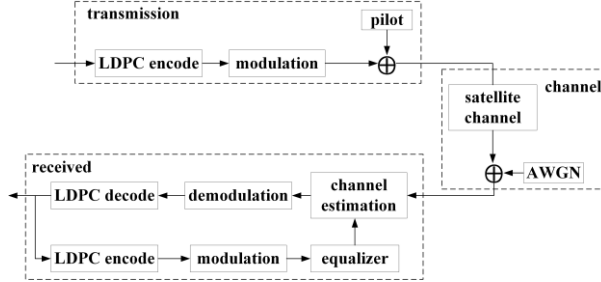 transmission
pilot
LDPC encode
modulation
channel
satellite
channel
AWGN
received
LDPC decode
demodulation
channel
estimation
LDPC encode
modulation
equalizer